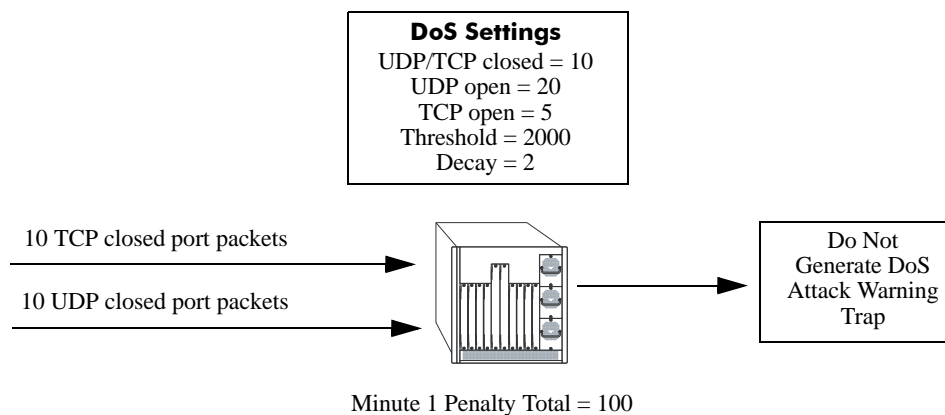 DoS Settings
UDP/TCP closed = 10
UDP open = 20
TCP open = 5
Threshold = 2000
Decay = 2
10 TCP closed port packets
10 UDP closed port packets
Do Not
Generate DoS
Attack Warning
Trap
Minute 1 Penalty Total = 100